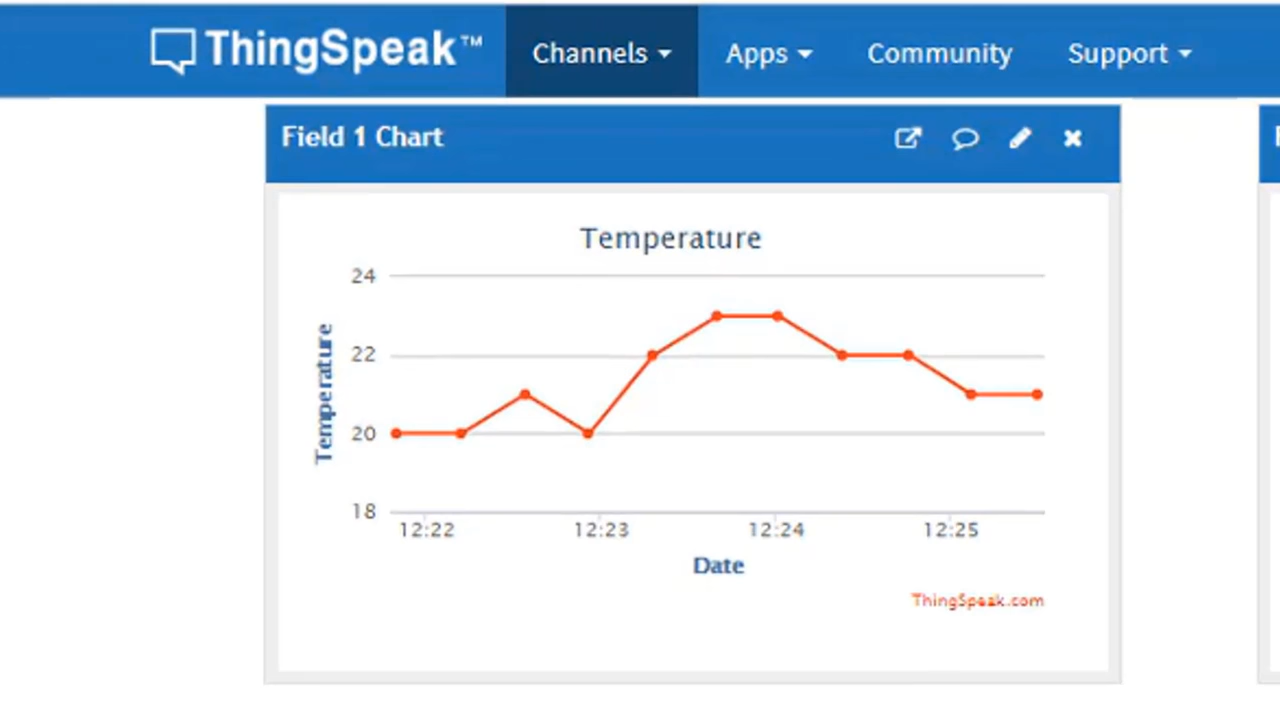 ThingSpeak™ Channels Apps Community Support
Field 1 Chart
Temperature
24
22
20
18
Temperature
12:22 12:23 12:24 12:25
Date
ThingSpeak.com